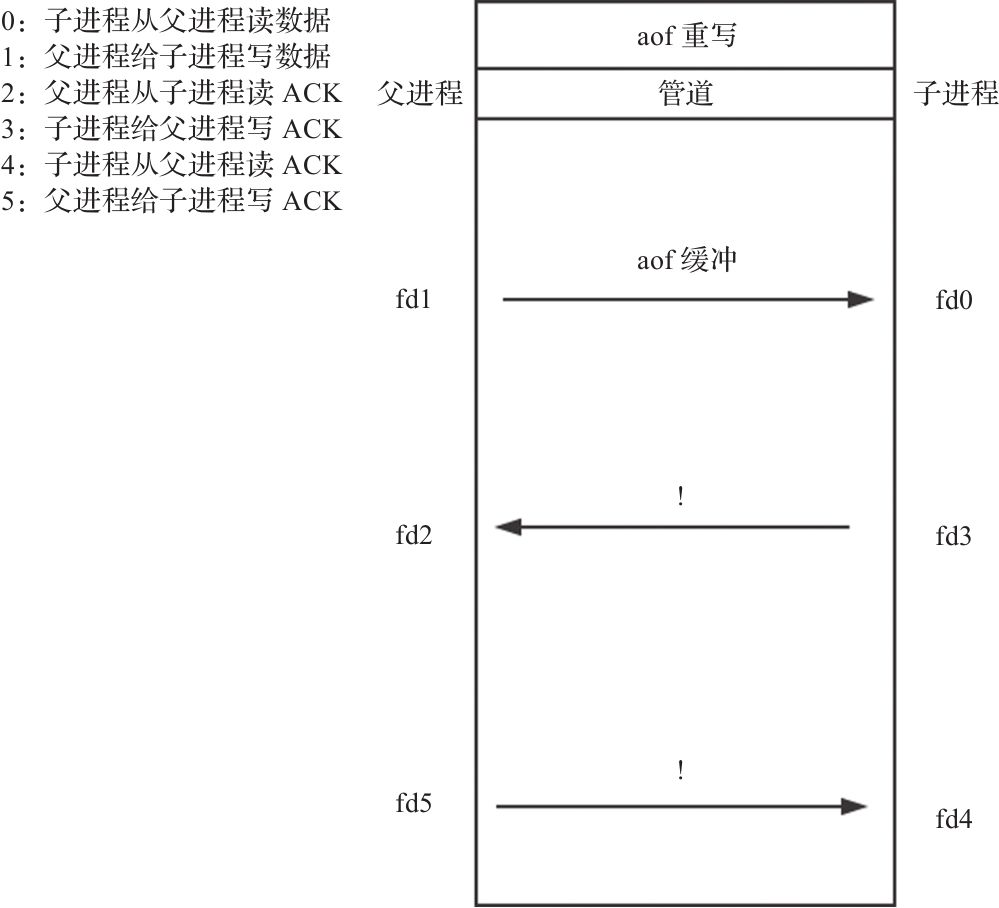 0：子进程从父进程读数据
1：父进程给子进程写数据
2：父进程从子进程读 ACK
3：子进程给父进程写 ACK
4：子进程从父进程读 ACK
5：父进程给子进程写 ACK
aof 重写
父进程
管道
子进程
aof 缓冲
fd1
fd0
!
fd2
fd3
!
fd5
fd4